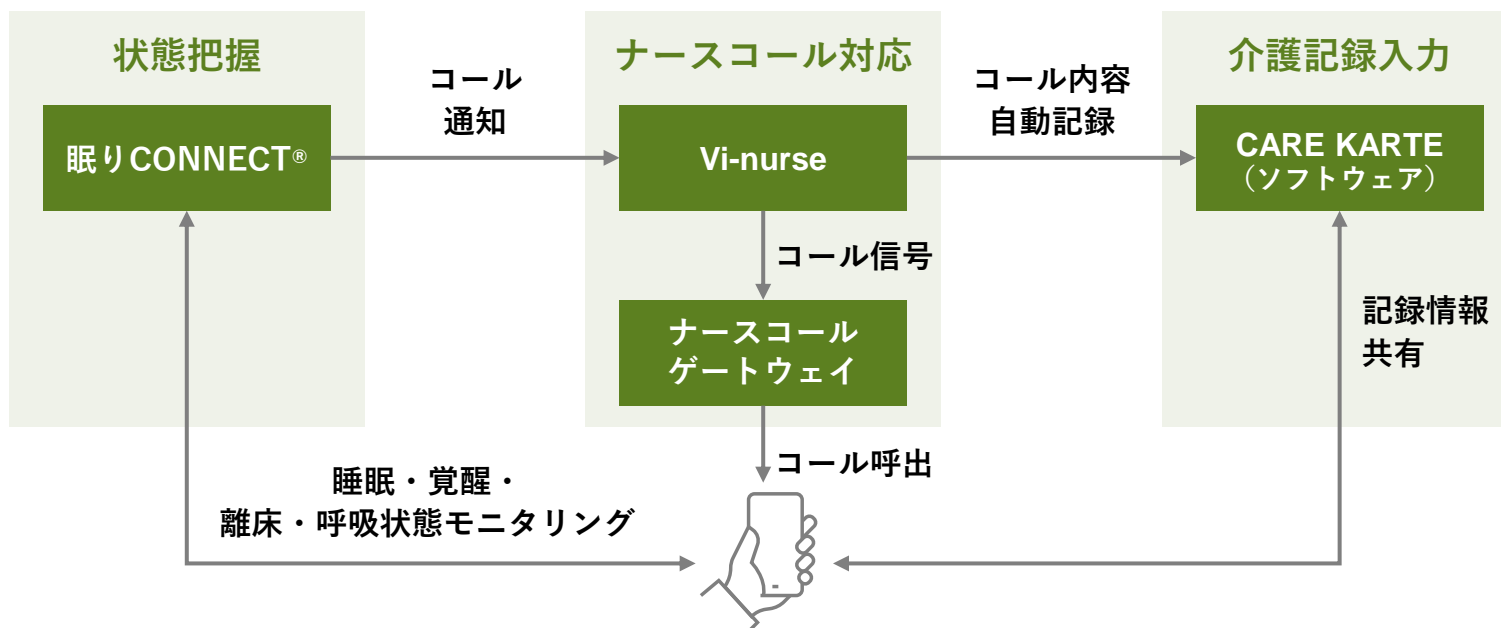 状態把握
ナースコール対応
介護記録入力
コール
通知
コール内容
自動記録
眠りCONNECT®
Vi-nurse
CARE KARTE
（ソフトウェア）
コール信号
ナースコール
ゲートウェイ
記録情報
共有
コール呼出
睡眠・覚醒・
離床・呼吸状態モニタリング